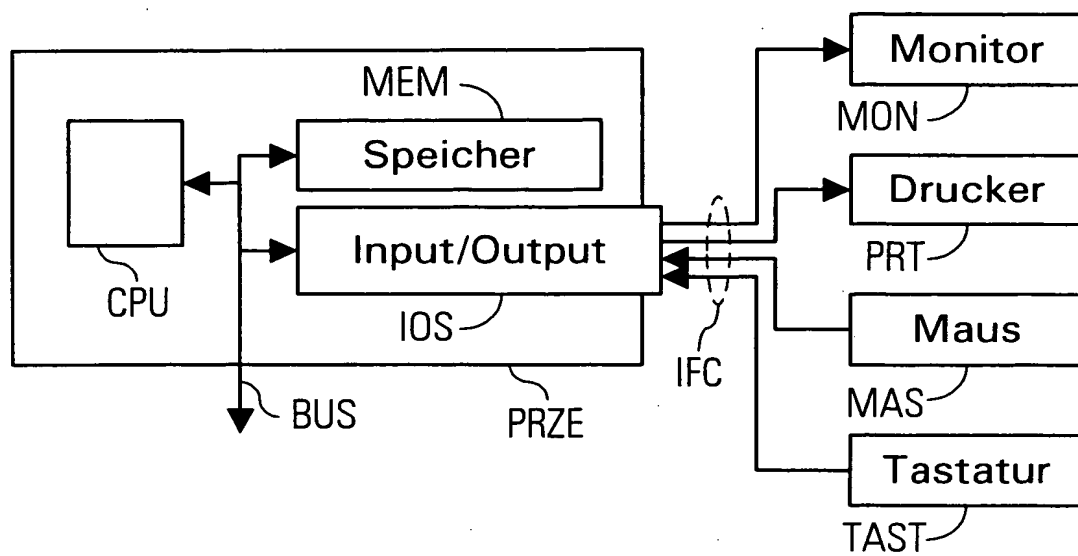 Monitor
MEM
MON
Speicher
Drucker
Input/Output
PRT
CPU
IOS
Maus
IFC
MAS
BUS
PRZE
Tastatur
TAST